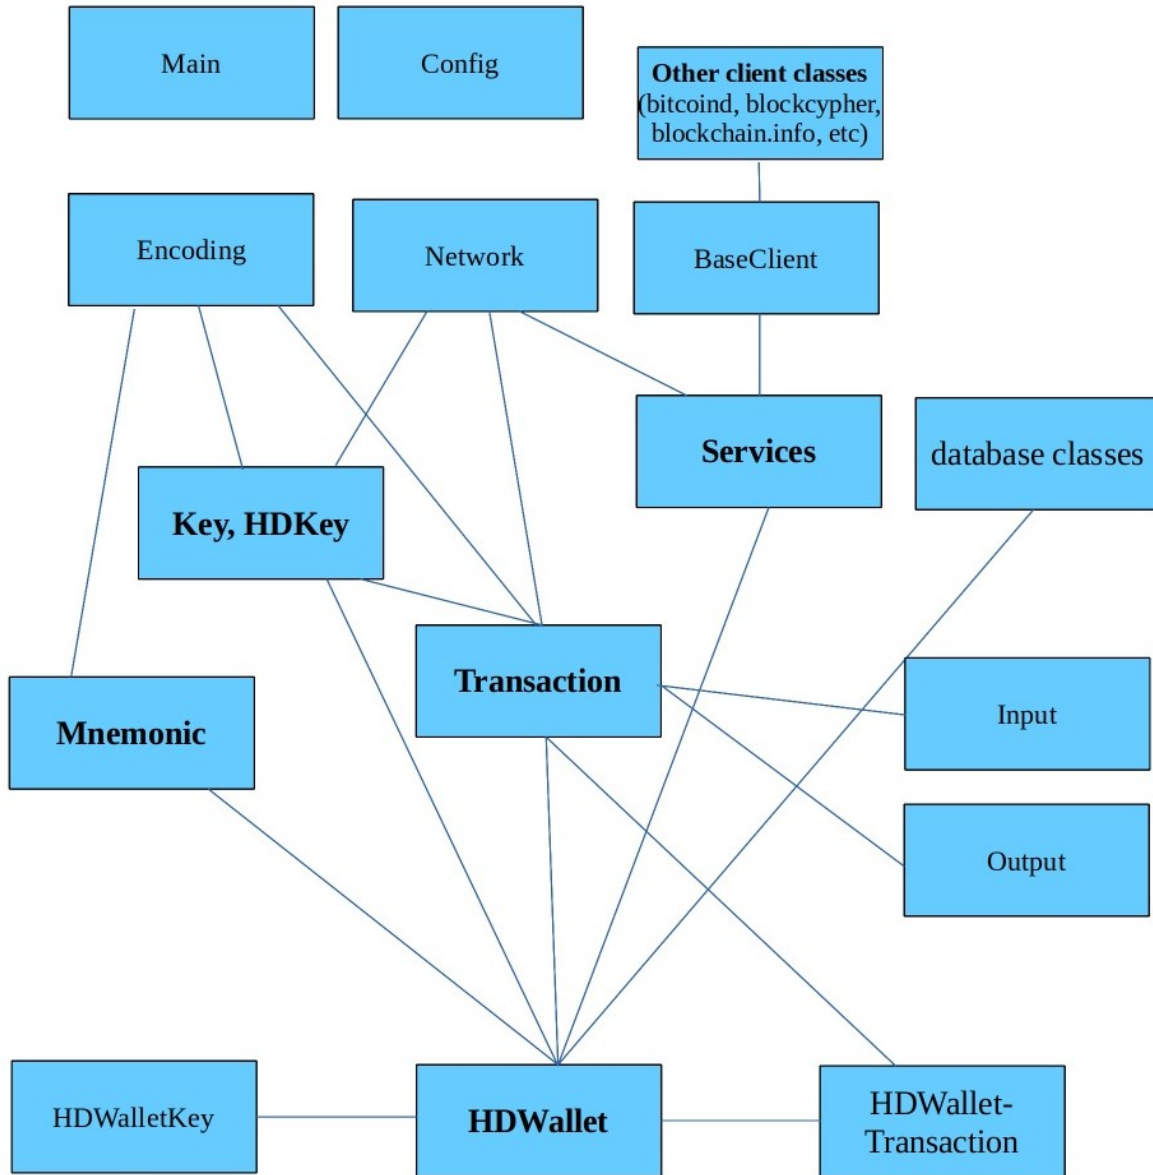 Main
Config
Other client classes
(bitcoind, blockcypher,
blockchain.info, etc)
Encoding
Network
BaseClient
Services
database classes
Key, HDKey
Transaction
Mnemonic
Input
Output
HDWalletKey
HDWallet
HDWallet-
Transaction